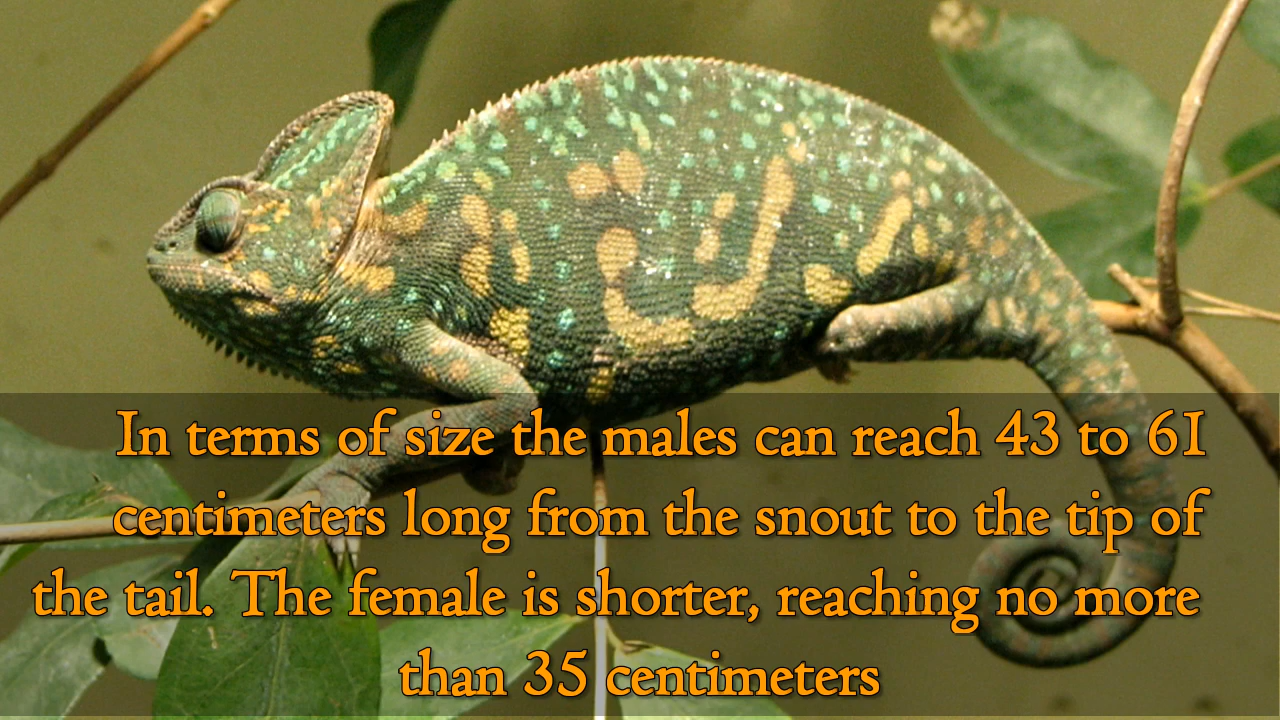 In terms of size the males can reach 43 to 61
centimeters long from the snout to the tip of
the tail. The female is shorter, reaching no more
than 35 centimeters